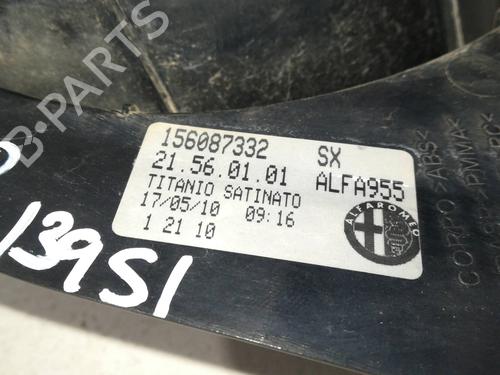 156087332 SX
21.56.01.01 ALFA955
TITANIO SATINATO
17/05/10 09:16
1 21 10
ALFA ROMEO
139S1
CORPO >ABS<
>PMMA<
B-PARTS